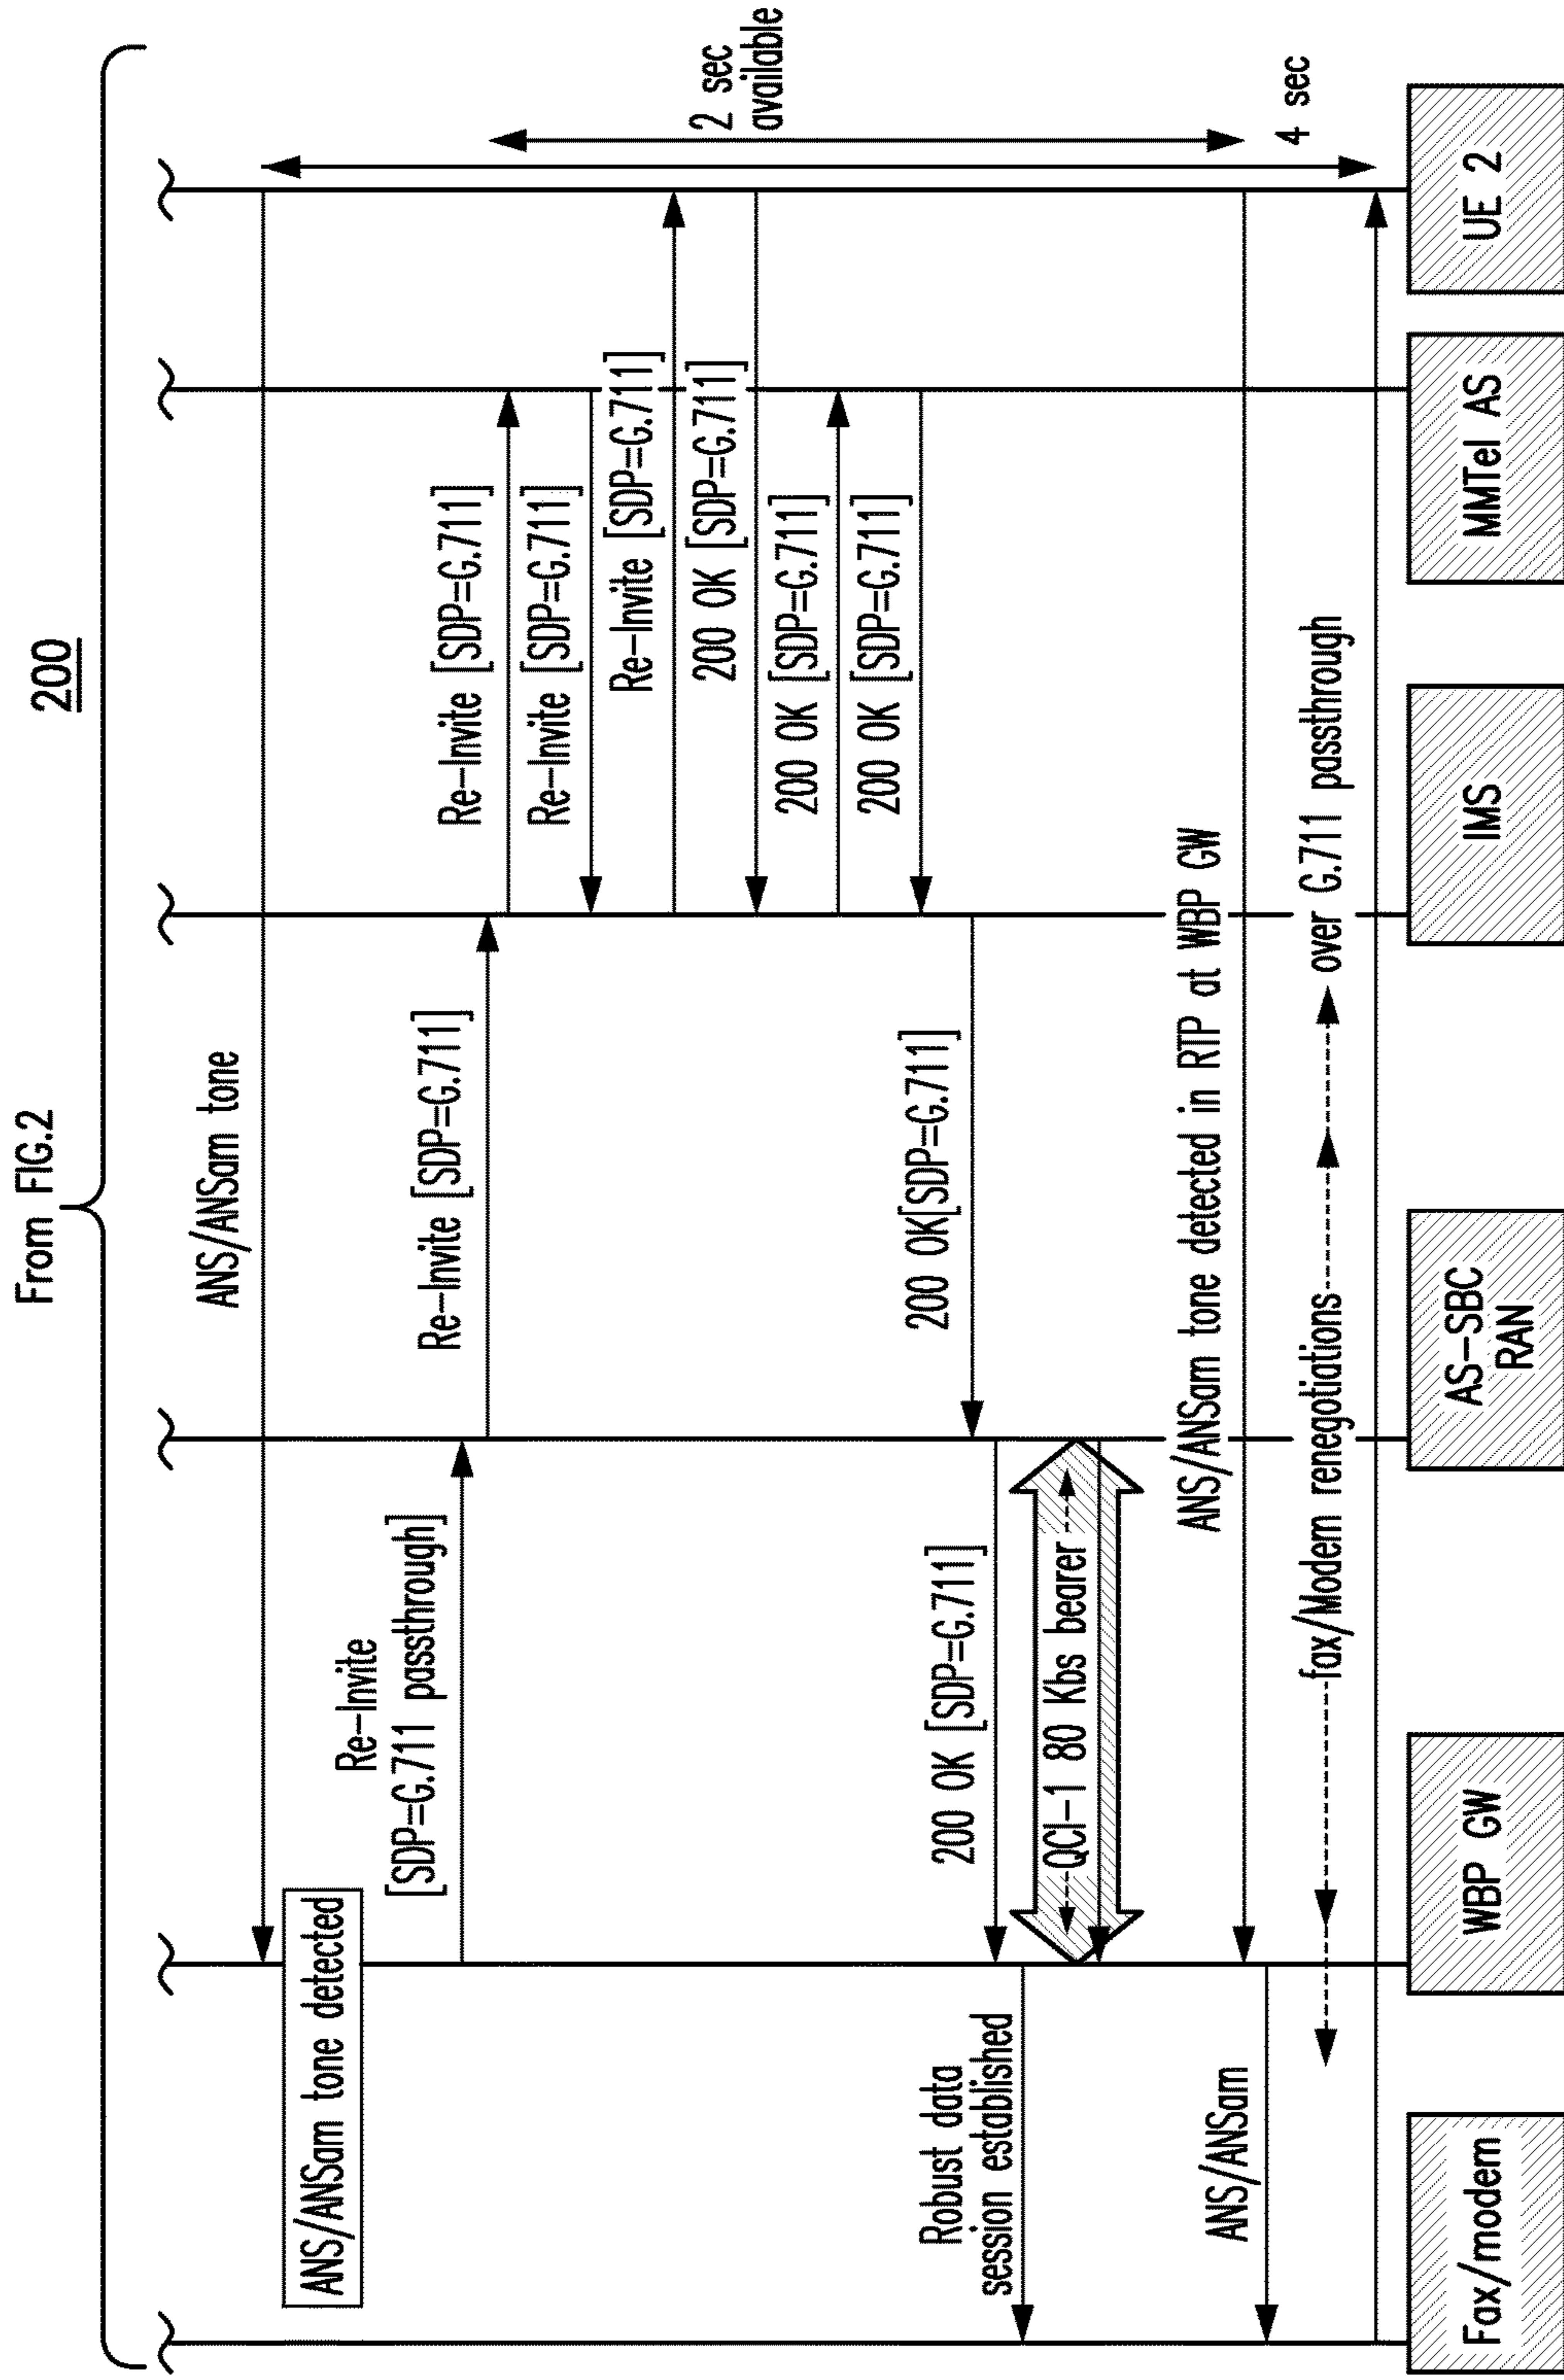 From FIG.2
200
ANS/ANSam tone
ANS/ANSam tone detected
Re-Invite
[SDP=G.711 passthrough]
Re-Invite [SDP=G.711]
Re-Invite [SDP=G.711]
Re-Invite [SDP=G.711]
Re-Invite [SDP=G.711]
200 OK [SDP=G.711]
200 OK [SDP=G.711]
200 OK [SDP=G.711]
200 OK[SDP=G.711]
200 OK [SDP=G.711]
Robust data
session established
QCI-1 80 Kbs bearer
ANS/ANSam tone detected in RTP at WBP GW
ANS/ANSam
fax/Modem renegotiations
over G.711 passthrough
2 sec
available
4 sec
Fax/modem
WBP GW
AS-SBC
RAN
IMS
MMTel AS
UE 2